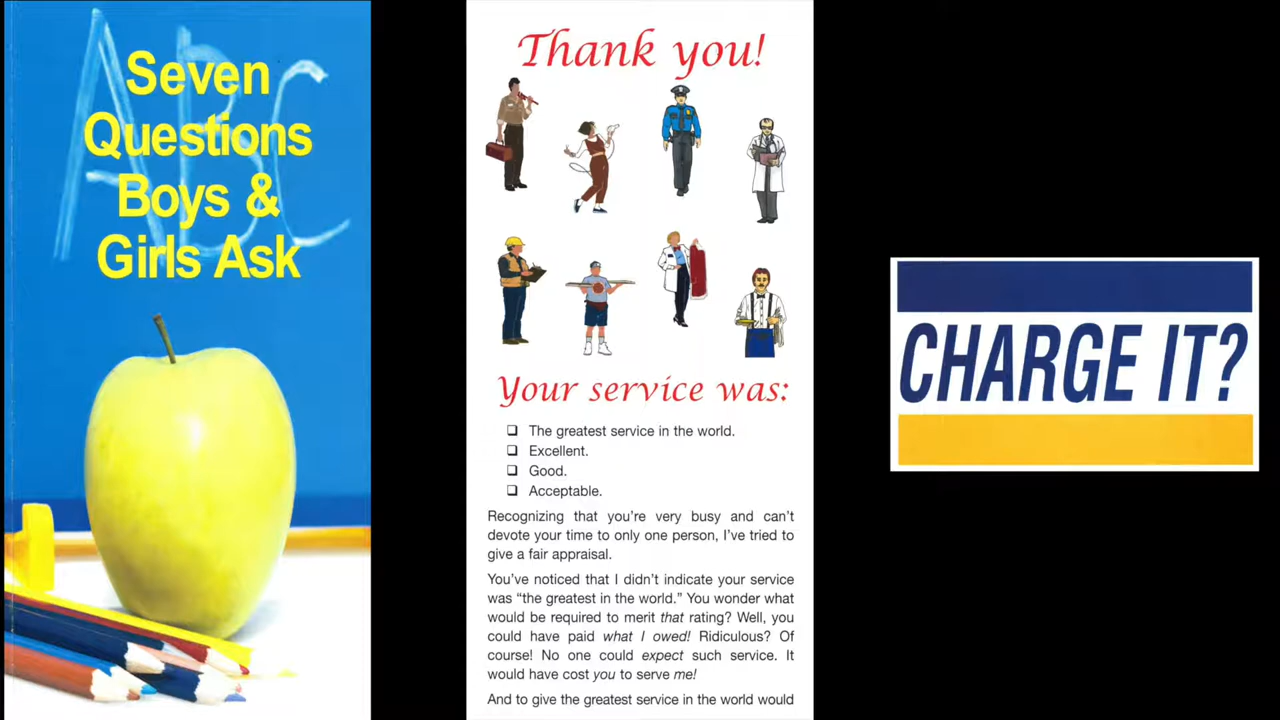 Seven
Questions
Boys &
Girls Ask
ABC
Thank you!
Your service was:
❑ The greatest service in the world.
❑ Excellent.
❑ Good.
❑ Acceptable.
Recognizing that you're very busy and can't
devote your time to only one person, I've tried to
give a fair appraisal.
You've noticed that I didn't indicate your service
was “the greatest in the world.” You wonder what
would be required to merit that rating? Well, you
could have paid what I owed! Ridiculous? Of
course! No one could expect such service. It
would have cost you to serve me!
And to give the greatest service in the world would
CHARGE IT?